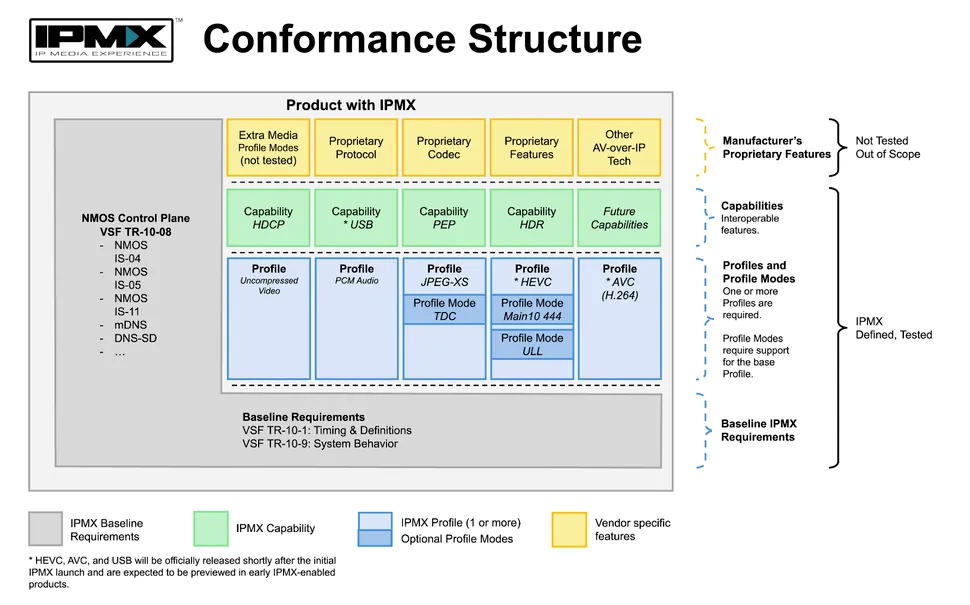 IPMX™
IP MEDIA EXPERIENCE
Conformance Structure
Product with IPMX
Extra Media
Profile Modes
(not tested)
Proprietary
Protocol
Proprietary
Codec
Proprietary
Features
Other
AV-over-IP
Tech
Manufacturer's
Proprietary Features
Not Tested
Out of Scope
NMOS Control Plane
VSF TR-10-08
- NMOS
IS-04
- NMOS
IS-05
- NMOS
IS-11
- mDNS
- DNS-SD
- ...
Capability
HDCP
Capability
* USB
Capability
PEP
Capability
HDR
Future
Capabilities
Capabilities
Interoperable
features.
Profile
Uncompressed
Video
Profile
PCM Audio
Profile
JPEG-XS
Profile Mode
TDC
Profile
* HEVC
Profile Mode
Main10 444
Profile Mode
ULL
Profile
* AVC
(H.264)
Profiles and
Profile Modes
One or more
Profiles are
required.
Profile Modes
require support
for the base
Profile.
IPMX
Defined, Tested
Baseline Requirements
VSF TR-10-1: Timing & Definitions
VSF TR-10-9: System Behavior
Baseline IPMX
Requirements
IPMX Baseline
Requirements
IPMX Capability
IPMX Profile (1 or more)
Optional Profile Modes
Vendor specific
features
* HEVC, AVC, and USB will be officially released shortly after the initial
IPMX launch and are expected to be previewed in early IPMX-enabled
products.